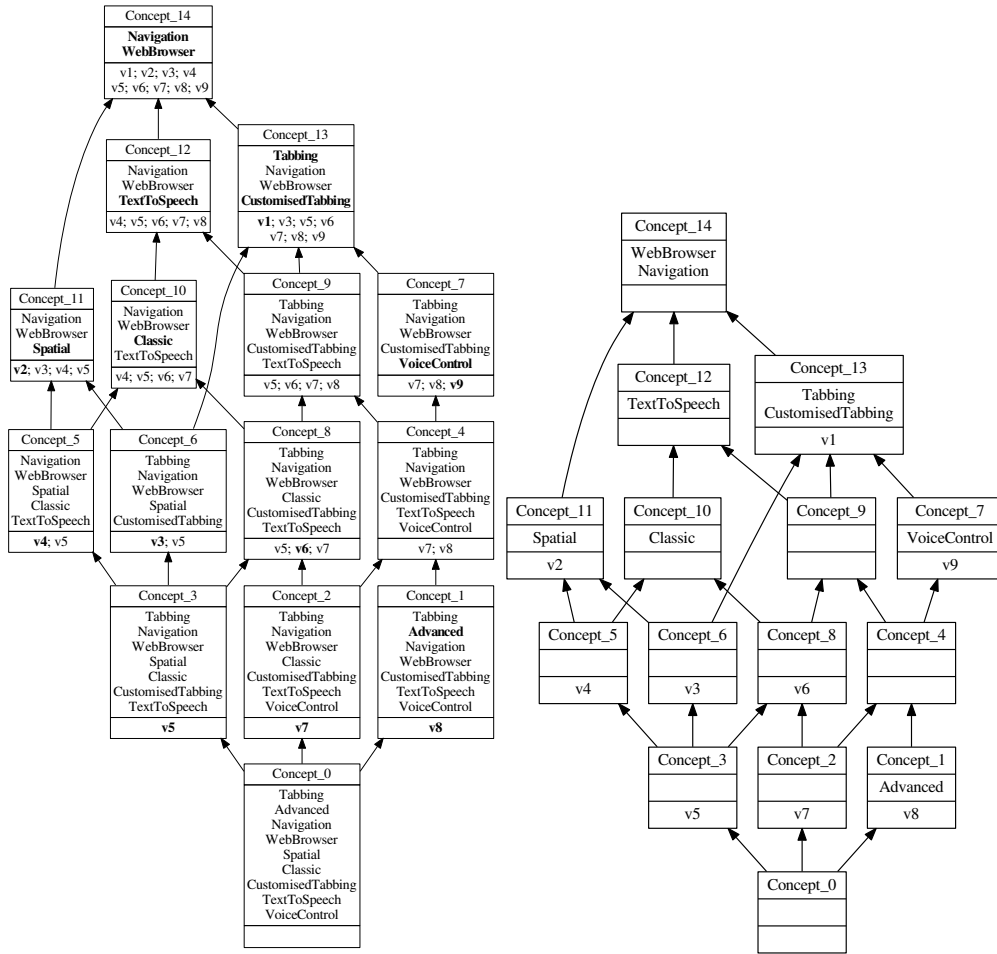 Concept_14
Navigation
WebBrowser
v1; v2; v3; v4
v5; v6; v7; v8; v9
Concept_12
Navigation
WebBrowser
TextToSpeech
v4; v5; v6; v7; v8
Concept_13
Tabbing
Navigation
WebBrowser
CustomisedTabbing
v1; v3; v5; v6
v7; v8; v9
Concept_11
Navigation
WebBrowser
Spatial
v2; v3; v4; v5
Concept_10
Navigation
WebBrowser
Classic
TextToSpeech
v4; v5; v6; v7
Concept_9
Tabbing
Navigation
WebBrowser
CustomisedTabbing
TextToSpeech
v5; v6; v7; v8
Concept_7
Tabbing
Navigation
WebBrowser
CustomisedTabbing
VoiceControl
v7; v8; v9
Concept_5
Navigation
WebBrowser
Spatial
Classic
TextToSpeech
v4; v5
Concept_6
Tabbing
Navigation
WebBrowser
Spatial
CustomisedTabbing
v3; v5
Concept_8
Tabbing
Navigation
WebBrowser
Classic
CustomisedTabbing
TextToSpeech
v5; v6; v7
Concept_4
Tabbing
Navigation
WebBrowser
CustomisedTabbing
TextToSpeech
VoiceControl
v7; v8
Concept_3
Tabbing
Navigation
WebBrowser
Spatial
Classic
CustomisedTabbing
TextToSpeech
v5
Concept_2
Tabbing
Navigation
WebBrowser
Classic
CustomisedTabbing
TextToSpeech
VoiceControl
v7
Concept_1
Tabbing
Advanced
Navigation
WebBrowser
CustomisedTabbing
TextToSpeech
VoiceControl
v8
Concept_0
Tabbing
Advanced
Navigation
WebBrowser
Spatial
Classic
CustomisedTabbing
TextToSpeech
VoiceControl
Concept_14
WebBrowser
Navigation
Concept_12
TextToSpeech
Concept_13
Tabbing
CustomisedTabbing
v1
Concept_11
Spatial
v2
Concept_10
Classic
Concept_9
Concept_7
VoiceControl
v9
Concept_5
v4
Concept_6
v3
Concept_8
v6
Concept_4
Concept_3
v5
Concept_2
v7
Concept_1
Advanced
v8
Concept_0